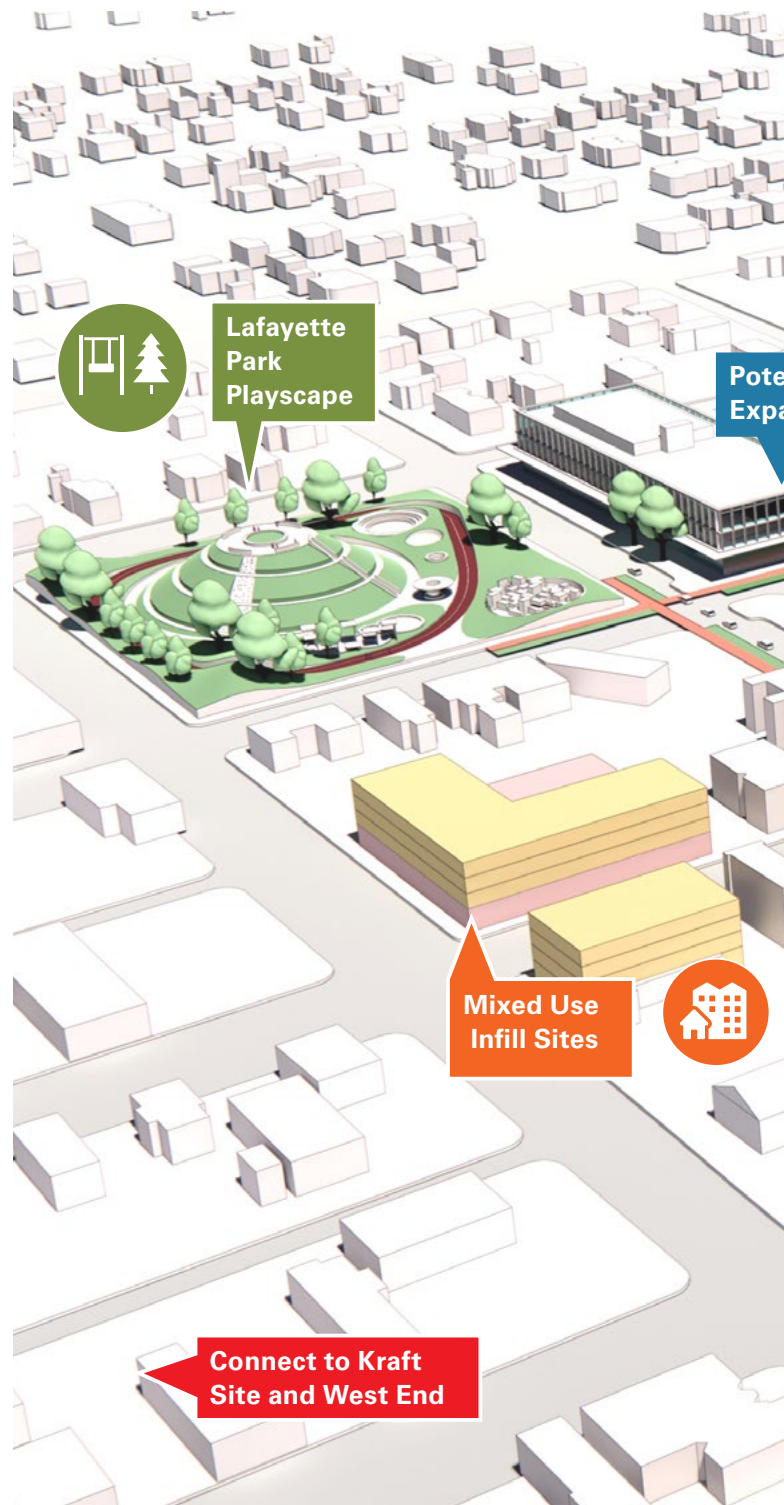 Lafayette
Park
Playscape
Mixed Use
Infill Sites
Connect to Kraft
Site and West End